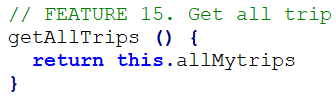 // FEATURE 15. Get all trip
getAllTrips () {
  return this.allMytrips
}